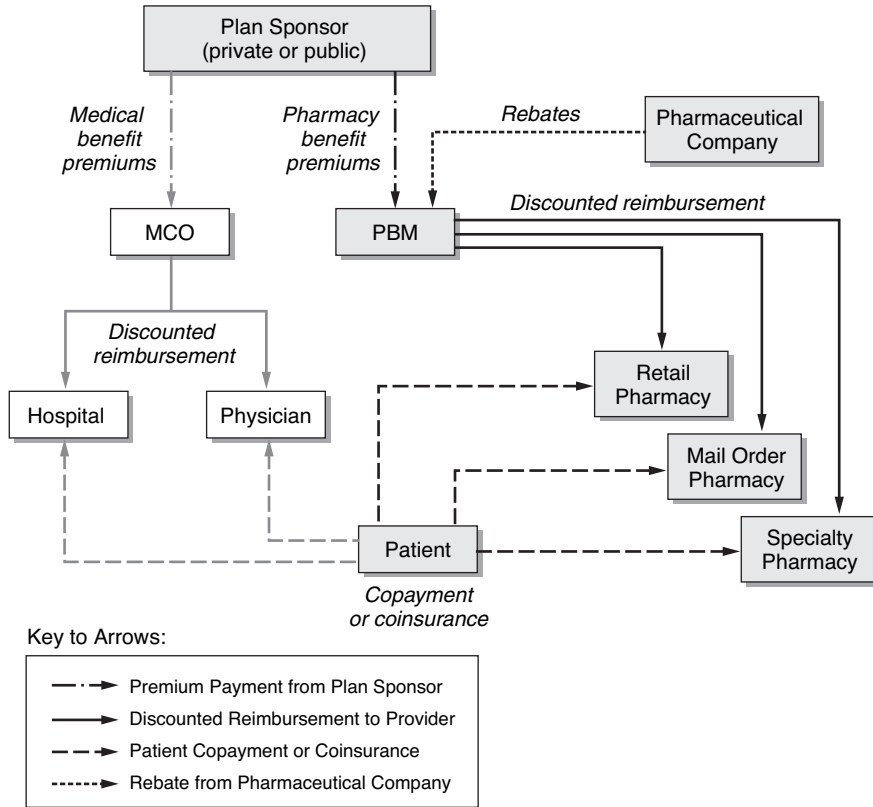 Plan Sponsor
(private or public)
Medical
benefit
premiums
Pharmacy
benefit
premiums
Rebates
Pharmaceutical
Company
MCO
PBM
Discounted reimbursement
Discounted
reimbursement
Hospital
Physician
Retail
Pharmacy
Mail Order
Pharmacy
Specialty
Pharmacy
Patient
Copayment
or coinsurance
Key to Arrows:
Premium Payment from Plan Sponsor
Discounted Reimbursement to Provider
Patient Copayment or Coinsurance
Rebate from Pharmaceutical Company